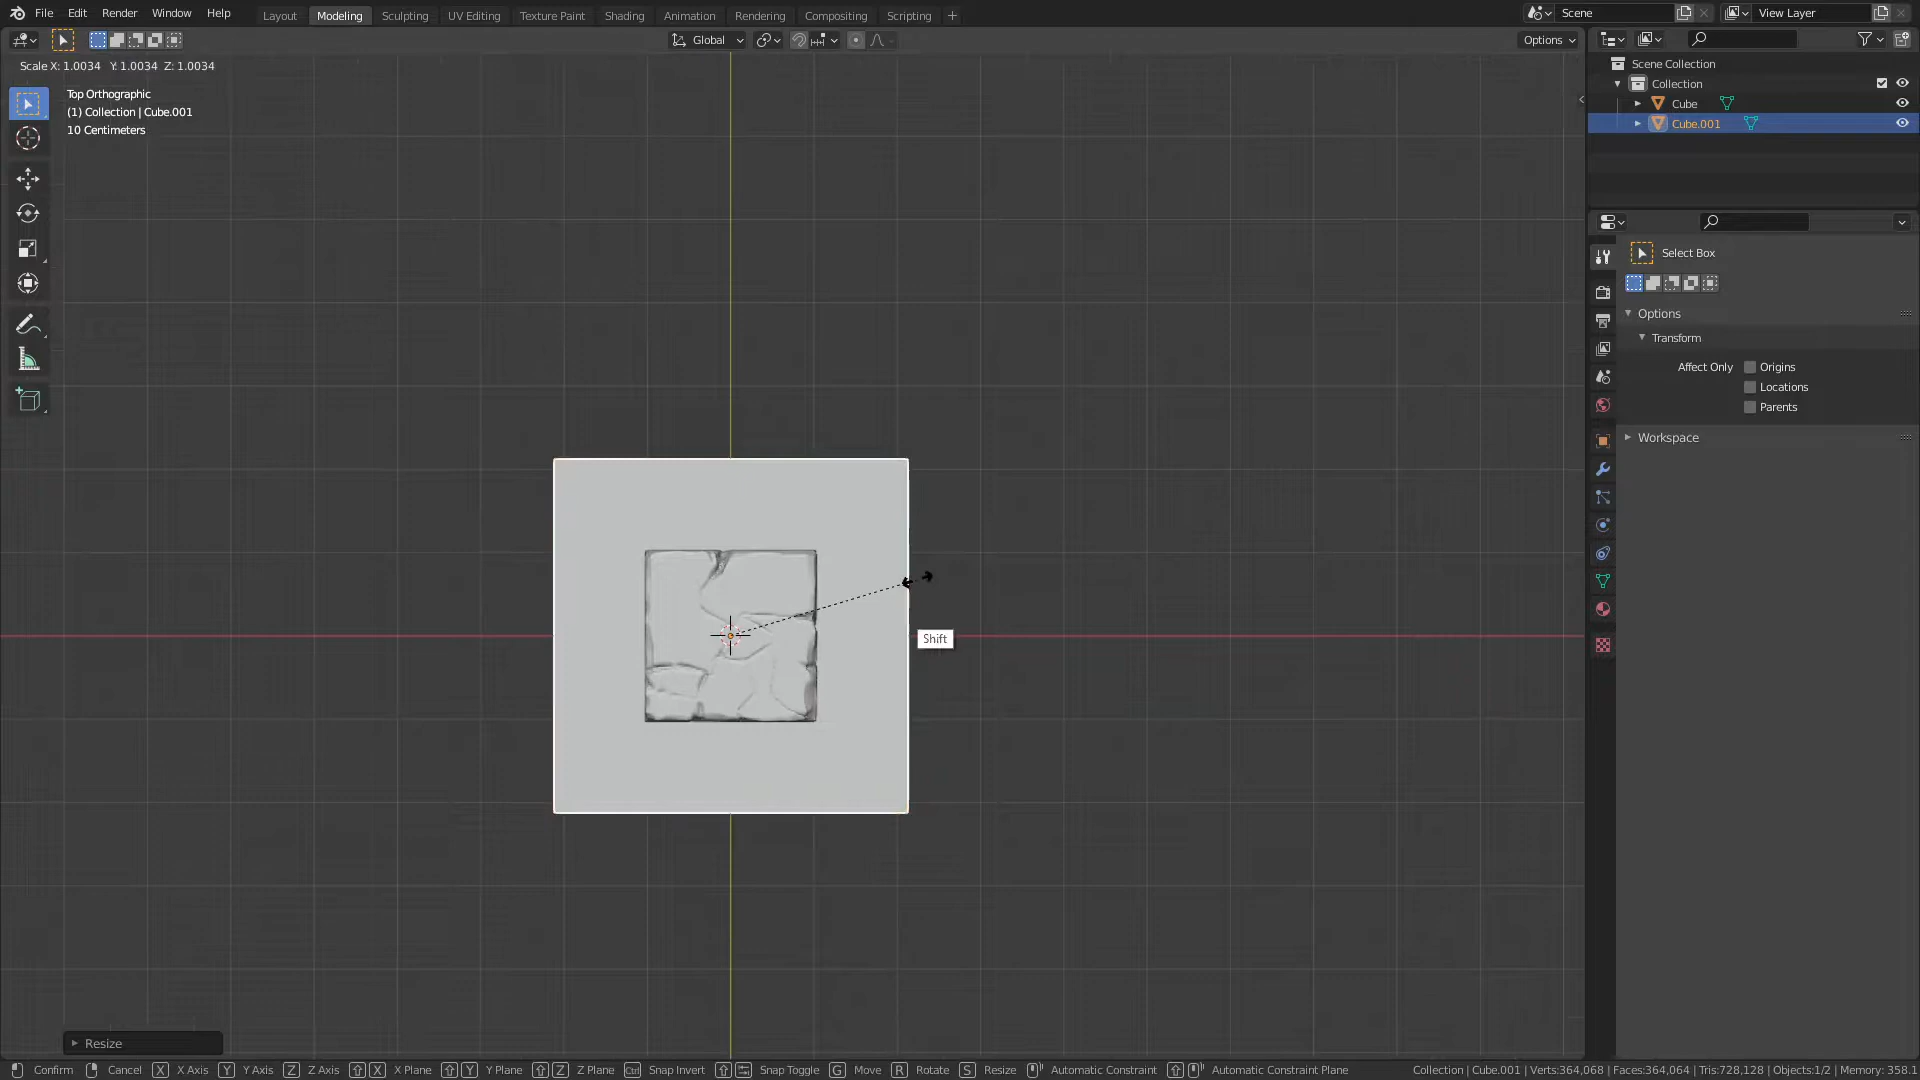 File Edit Render Window Help Layout Modeling Sculpting UV Editing Texture Paint Shading Animation Rendering Compositing Scripting + Scene View Layer
Global Options
Scale X: 1.0034 Y: 1.0034 Z: 1.0034
Top Orthographic
(1) Collection | Cube.001
10 Centimeters
Scene Collection
Collection
Cube
Cube.001
Select Box
Options
Transform
Affect Only Origins
Locations
Parents
Workspace
Shift
Resize
Confirm Cancel X X Axis Y Y Axis Z Z Axis X X Plane Y Y Plane Z Z Plane Ctrl Snap Invert Snap Toggle G Move R Rotate S Resize Automatic Constraint Automatic Constraint Plane Collection | Cube.001 | Verts:364,068 | Faces:364,064 | Tris:728,128 | Objects:1/2 | Memory: 358.1